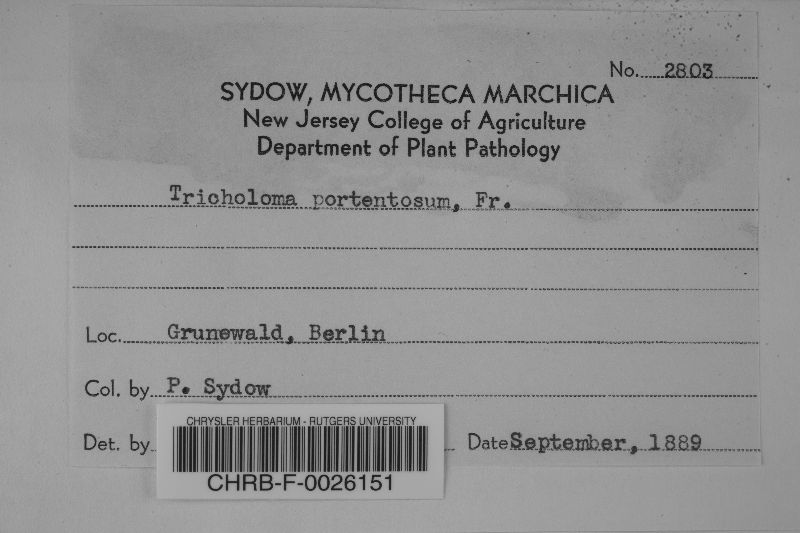 No. 2803
SYDOW, MYCOTHECA MARCHICA
New Jersey College of Agriculture
Department of Plant Pathology
Tricholoma portentosum, Fr.
Loc. Grunewald, Berlin
Col. by P. Sydow
Det. by
Date September, 1889
CHRYSLER HERBARIUM - RUTGERS UNIVERSITY
CHRB-F-0026151